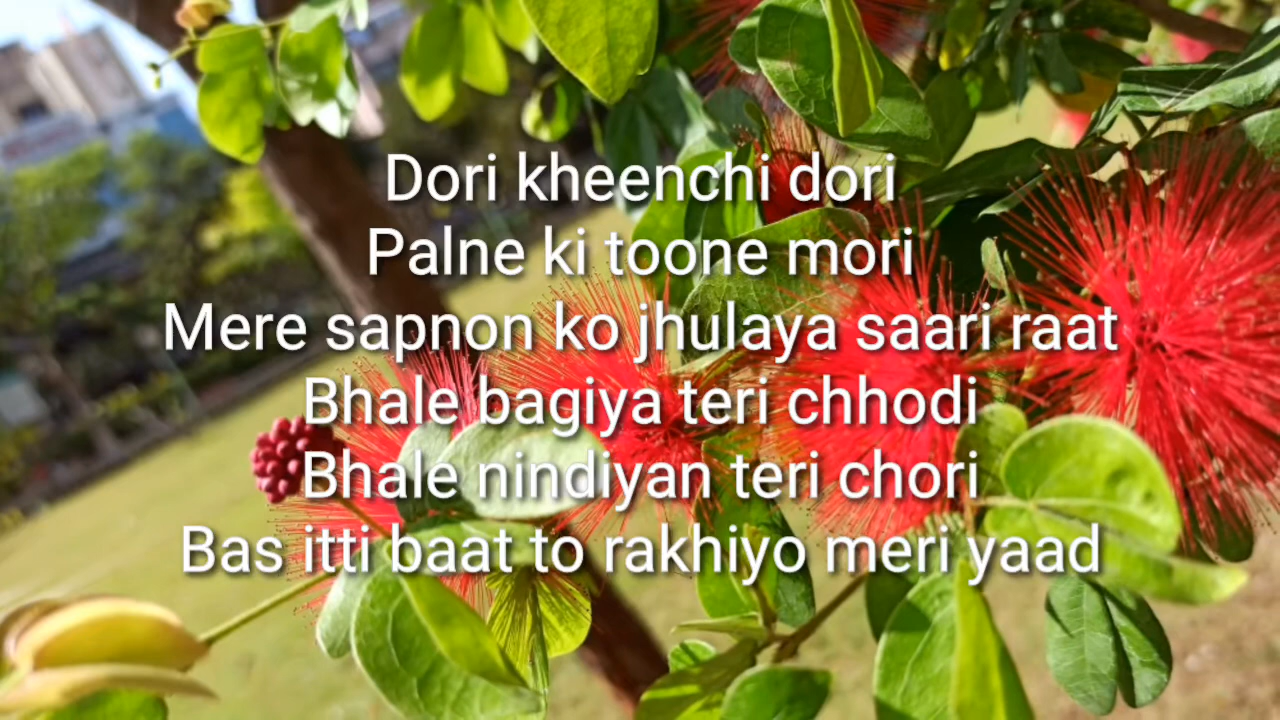 Dori kheenchi dori
Palne ki toone mori
Mere sapnon ko jhulaya saari raat
Bhale bagiya teri chhodi
Bhale nindiyan teri chori
Bas itti baat to rakhiyo meri yaad